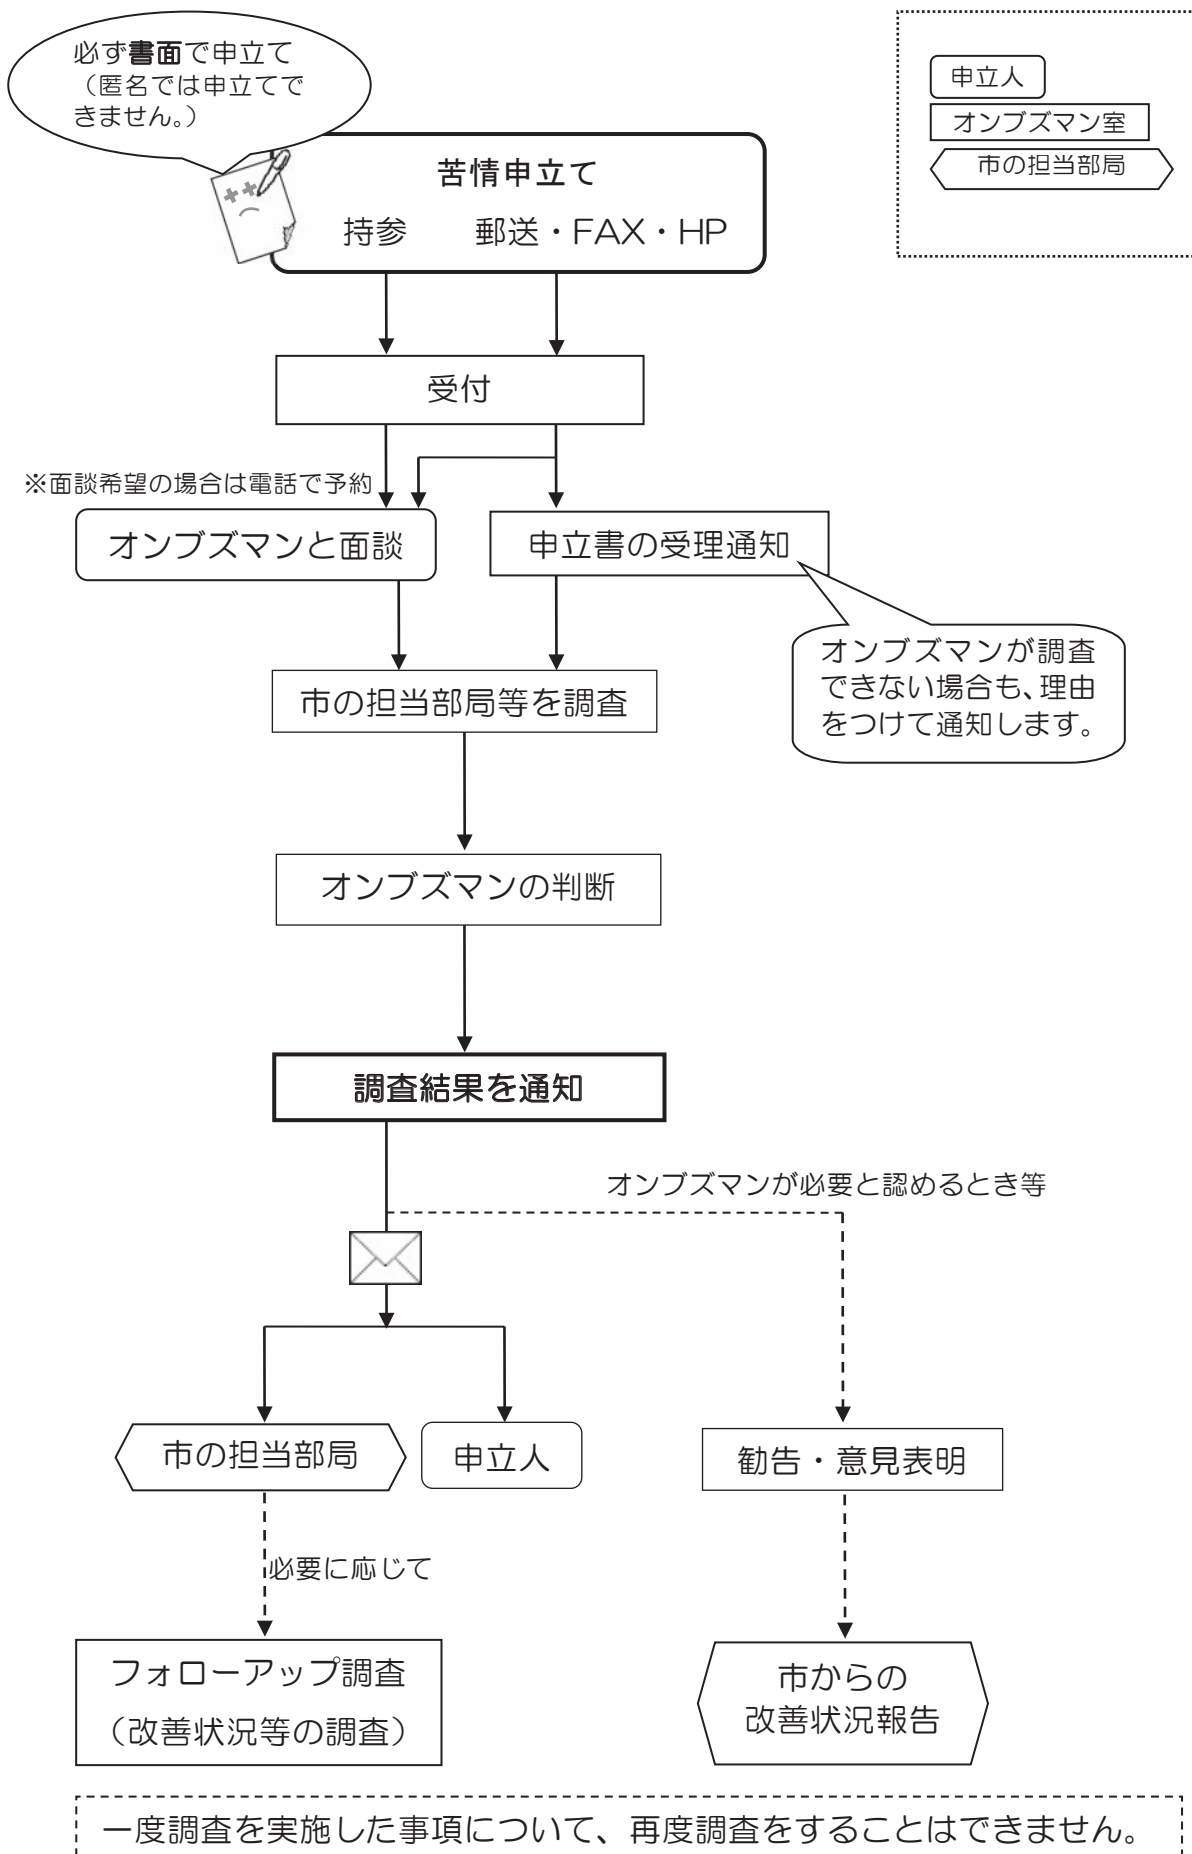 必ず書面で申立て
（匿名では申立てで
きません。）
申立人
オンブズマン室
市の担当部局
苦情申立て
持参　郵送・FAX・HP
受付
※面談希望の場合は電話で予約
オンブズマンと面談
申立書の受理通知
オンブズマンが調査
できない場合も、理由
をつけて通知します。
市の担当部局等を調査
オンブズマンの判断
調査結果を通知
オンブズマンが必要と認めるとき等
市の担当部局
申立人
勧告・意見表明
必要に応じて
フォローアップ調査
（改善状況等の調査）
市からの
改善状況報告
一度調査を実施した事項について、再度調査をすることはできません。